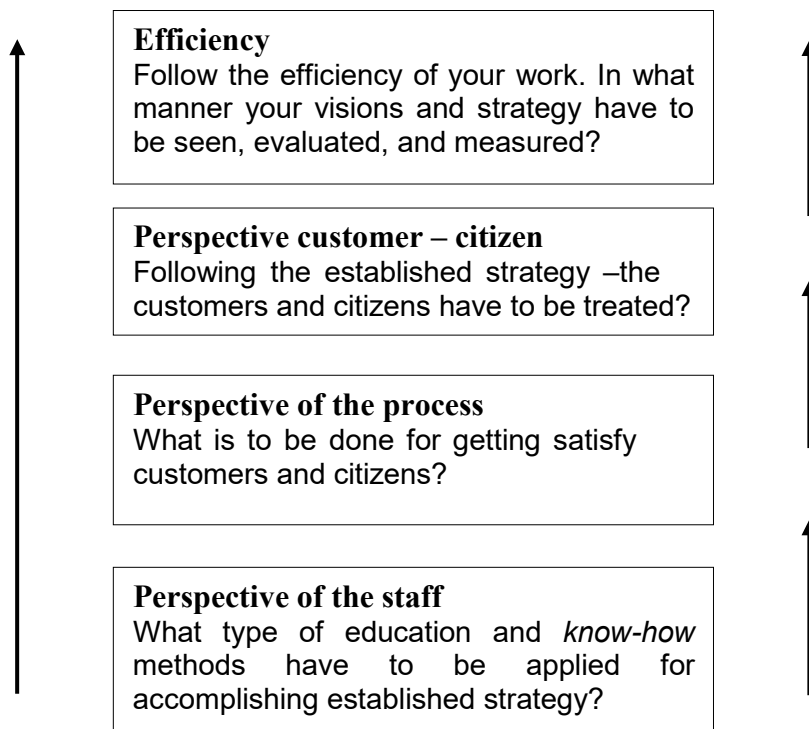 Efficiency
Follow the efficiency of your work. In what
manner your visions and strategy have to
be seen, evaluated, and measured?
Perspective customer – citizen
Following the established strategy –the
customers and citizens have to be treated?
Perspective of the process
What is to be done for getting satisfy
customers and citizens?
Perspective of the staff
What type of education and know-how
methods have to be applied for
accomplishing established strategy?